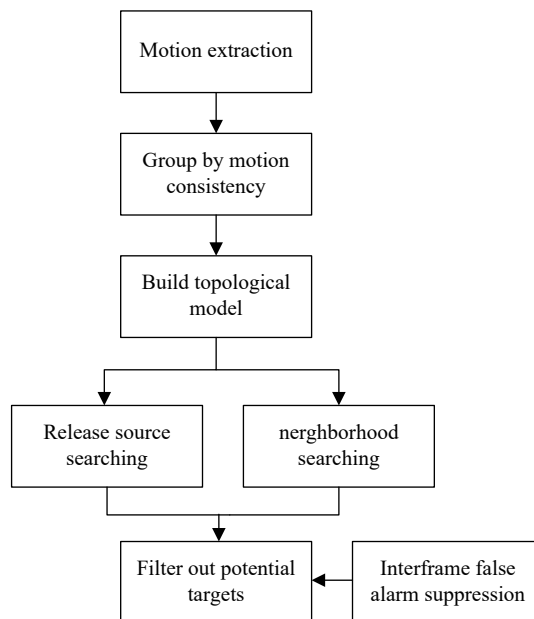 Motion extraction
Group by motion
consistency
Build topological
model
Release source
searching
nerghborhood
searching
Filter out potential
targets
Interframe false
alarm suppression